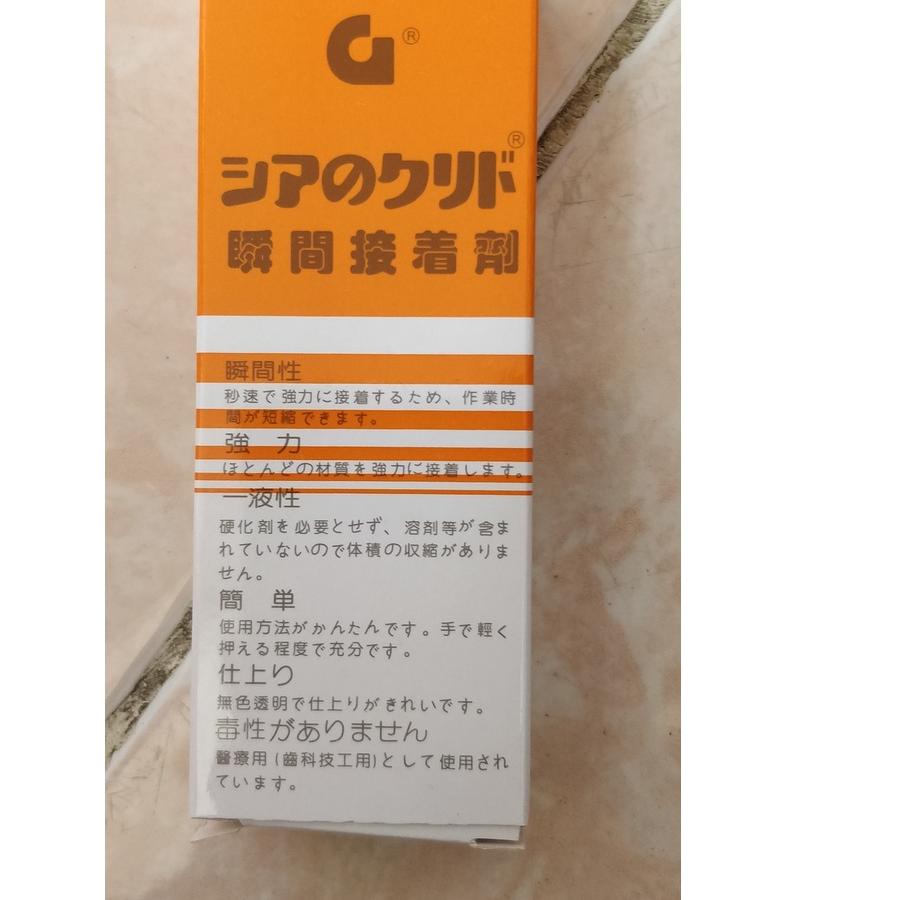 G®
シアのクリド®
瞬間接着剤
瞬間性
秒速で強力に接着するため、作業時
間が短縮できます。
強 力
ほとんどの材質を強力に接着します。
一液性
硬化剤を必要とせず、溶剤等が含ま
れていないので体積の収縮がありま
せん。
簡 単
使用方法がかんたんです。手で輕く
押える程度で充分です。
仕上り
無色透明で仕上りがきれいです。
毒性がありません
醫療用(齒科技工用)として使用され
ています。